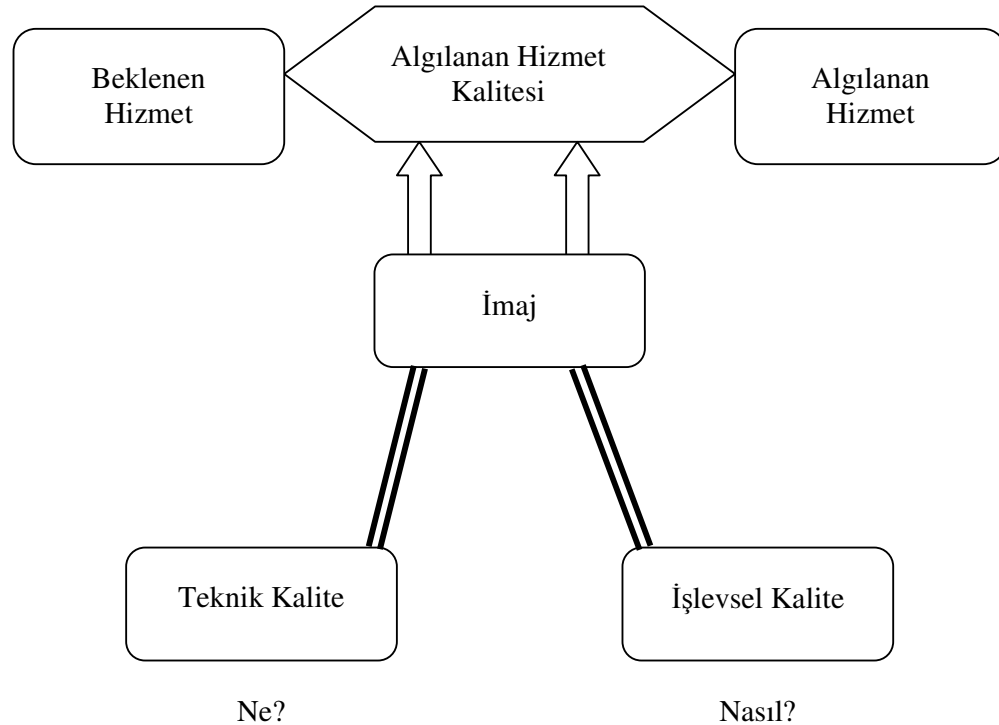 Beklenen
Hizmet
Algılanan Hizmet
Kalitesi
Algılanan
Hizmet
İmaj
Teknik Kalite
İşlevsel Kalite
Ne?
Nasıl?